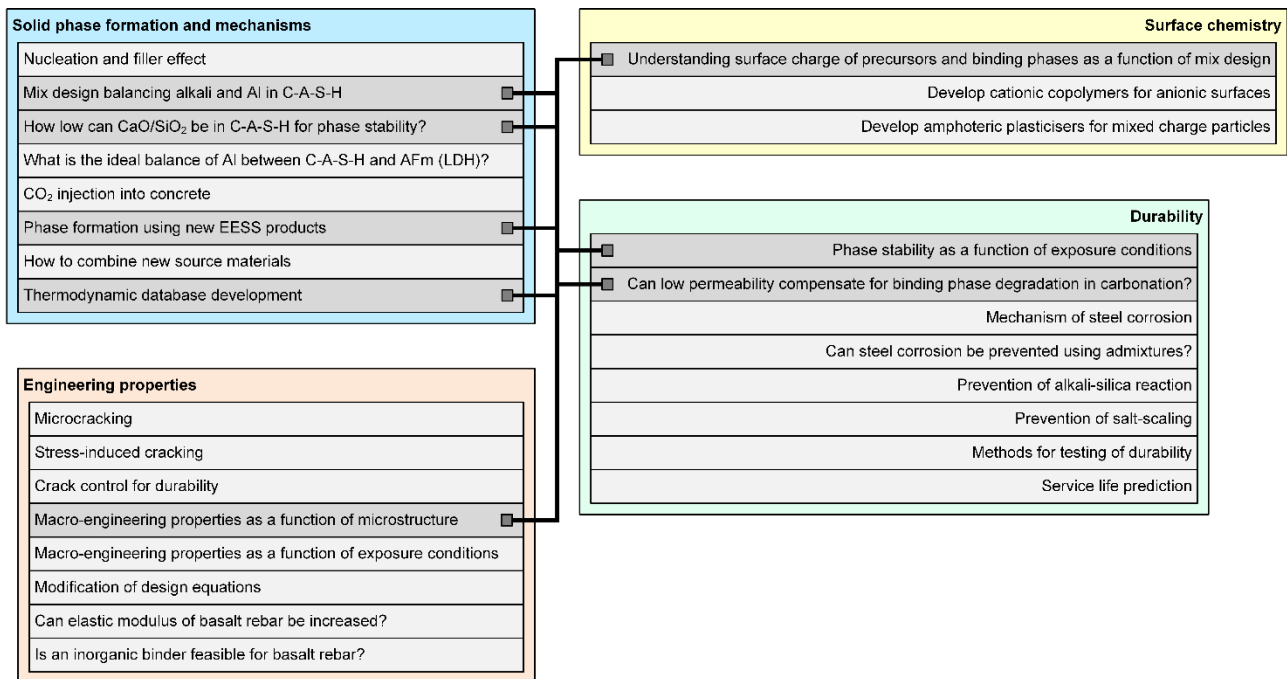 Solid phase formation and mechanisms
Nucleation and filler effect
Mix design balancing alkali and Al in C-A-S-H
How low can CaO/SiO₂ be in C-A-S-H for phase stability?
What is the ideal balance of Al between C-A-S-H and AFm (LDH)?
CO₂ injection into concrete
Phase formation using new EESS products
How to combine new source materials
Thermodynamic database development
Engineering properties
Microcracking
Stress-induced cracking
Crack control for durability
Macro-engineering properties as a function of microstructure
Macro-engineering properties as a function of exposure conditions
Modification of design equations
Can elastic modulus of basalt rebar be increased?
Is an inorganic binder feasible for basalt rebar?
Surface chemistry
Understanding surface charge of precursors and binding phases as a function of mix design
Develop cationic copolymers for anionic surfaces
Develop amphoteric plasticisers for mixed charge particles
Durability
Phase stability as a function of exposure conditions
Can low permeability compensate for binding phase degradation in carbonation?
Mechanism of steel corrosion
Can steel corrosion be prevented using admixtures?
Prevention of alkali-silica reaction
Prevention of salt-scaling
Methods for testing of durability
Service life prediction